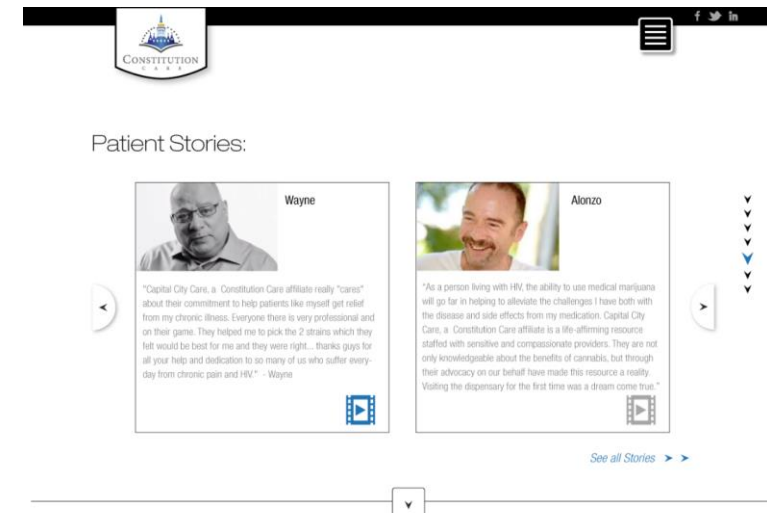 CONSTITUTION
CARE
Patient Stories:
Wayne
"Capital City Care, a Constitution Care affiliate really "cares"
about their commitment to help patients like myself get relief
from my chronic illness. Everyone there is very professional and
on their game. They helped me to pick the 2 strains which they
felt would be best for me and they were right... thanks guys for
all your help and dedication to so many of us who suffer every-
day from chronic pain and HIV." - Wayne
Alonzo
"As a person living with HIV, the ability to use medical marijuana
will go far in helping to alleviate the challenges I have both with
the disease and side effects from my medication. Capital City
Care, a Constitution Care affiliate is a life-affirming resource
staffed with sensitive and compassionate providers. They are not
only knowledgeable about the benefits of cannabis, but through
their advocacy on our behalf have made this resource a reality.
Visiting the dispensary for the first time was a dream come true."
See all Stories